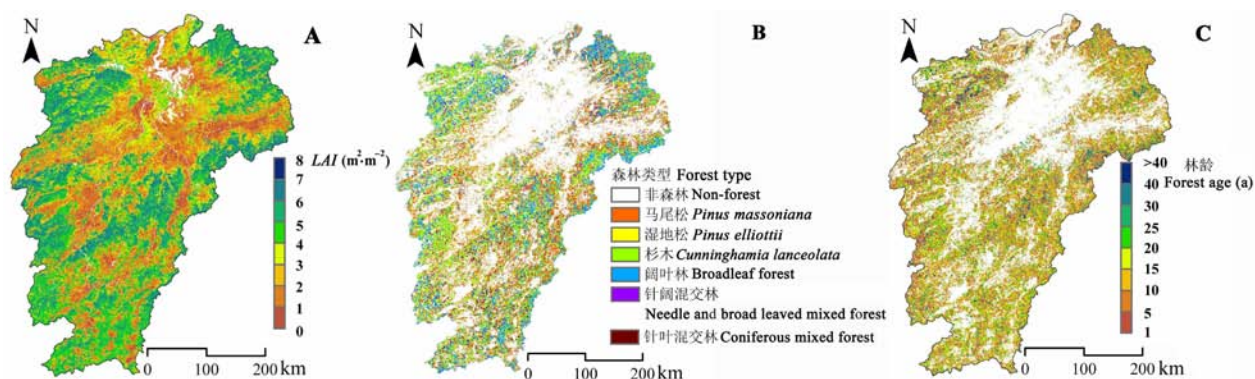 N
A
8 LAI (m²·m⁻²)
7
6
5
4
3
2
1
0
0 100 200 km
N
B
森林类型 Forest type
非森林 Non-forest
马尾松 Pinus massoniana
湿地松 Pinus elliottii
杉木 Cunninghamia lanceolata
阔叶林 Broadleaf forest
针阔混交林
Needle and broad leaved mixed forest
针叶混交林 Coniferous mixed forest
0 100 200 km
N
C
林龄
Forest age (a)
>40
40
30
25
20
15
10
5
1
0 100 200 km